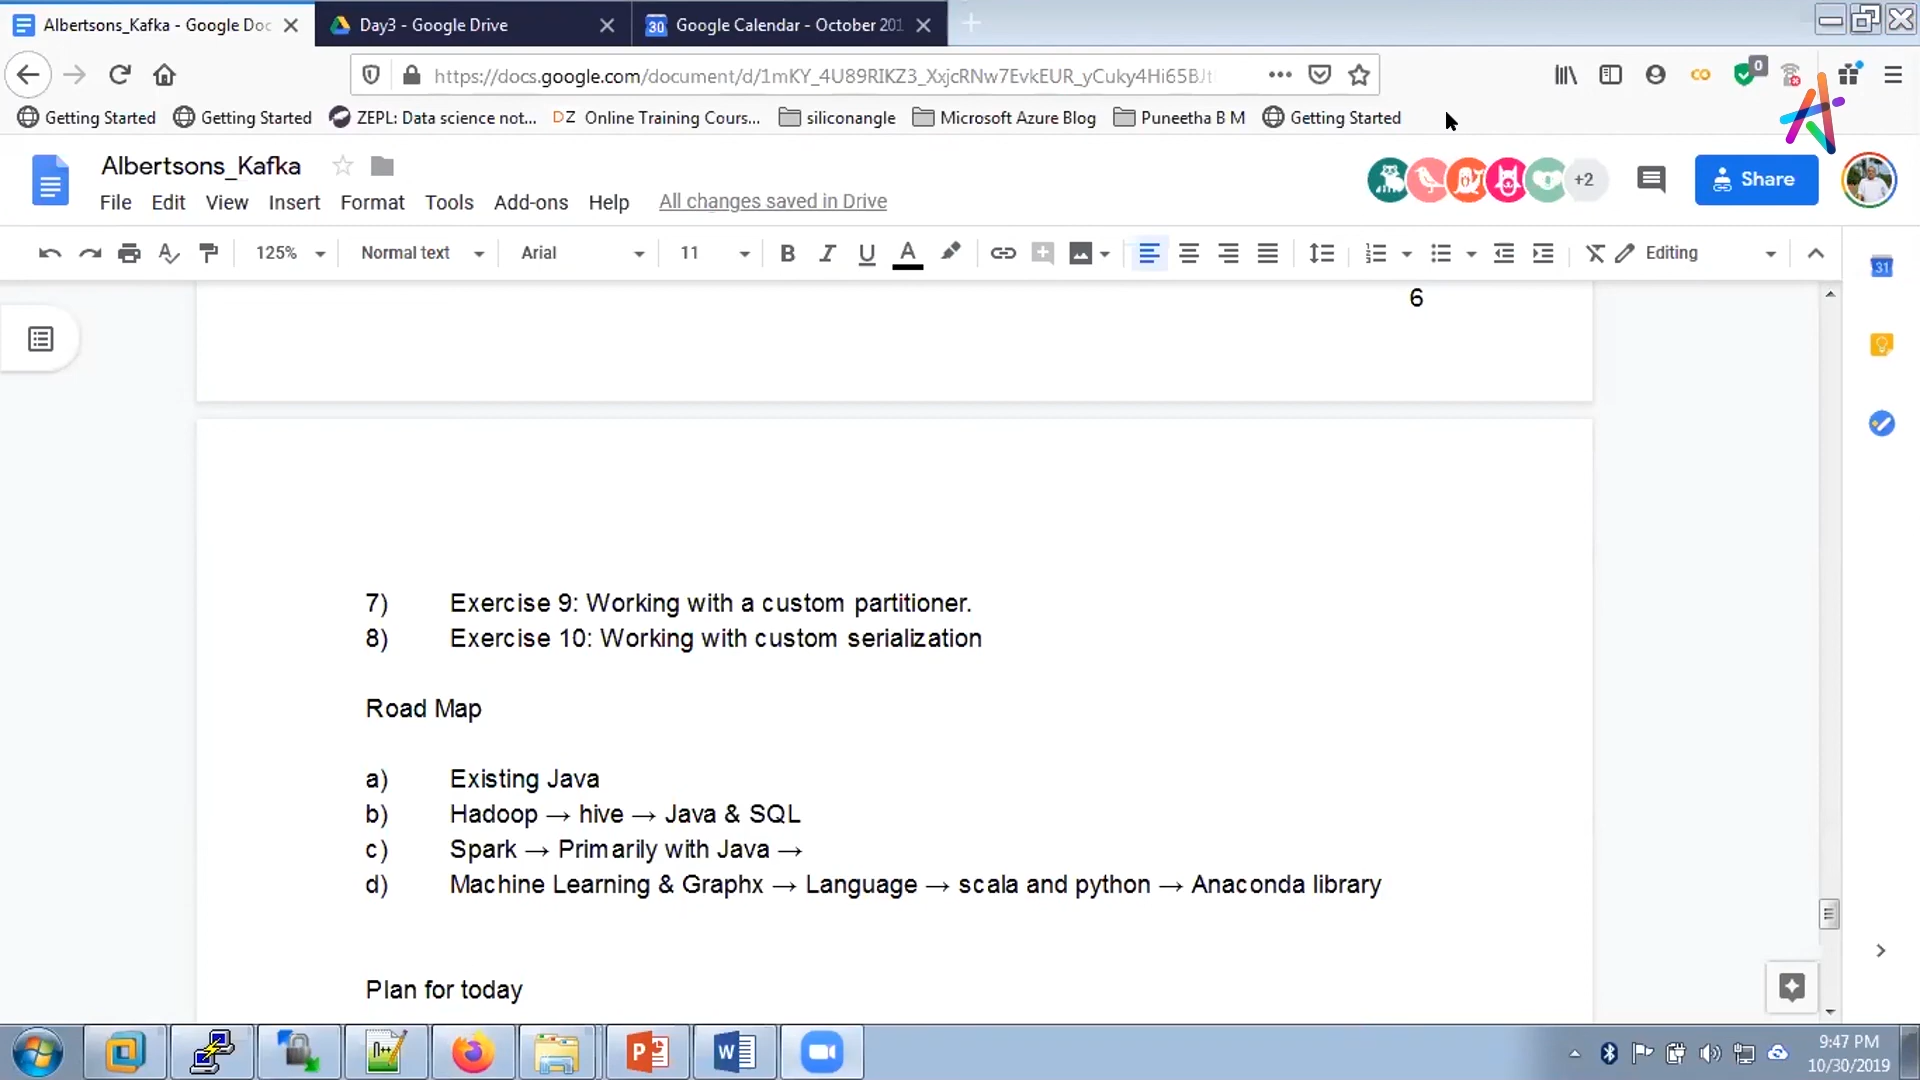 Albertsons_Kafka - Google Doc
Day3 - Google Drive
30 Google Calendar - October 201
https://docs.google.com/document/d/1mKY_4U89RIKZ3_XxjcRNw7EvkEUR_yCuky4Hi65BJt
0
Getting Started
Getting Started
ZEPL: Data science not...
DZ Online Training Cours...
siliconangle
Microsoft Azure Blog
Puneetha B M
Getting Started
Albertsons_Kafka
+2
Share
File Edit View Insert Format Tools Add-ons Help All changes saved in Drive
125% Normal text Arial 11 B I U A Editing
31
6
7) Exercise 9: Working with a custom partitioner.
8) Exercise 10: Working with custom serialization
Road Map
a) Existing Java
b) Hadoop → hive → Java & SQL
c) Spark → Primarily with Java →
d) Machine Learning & Graphx → Language → scala and python → Anaconda library
Plan for today
9:47 PM
10/30/2019